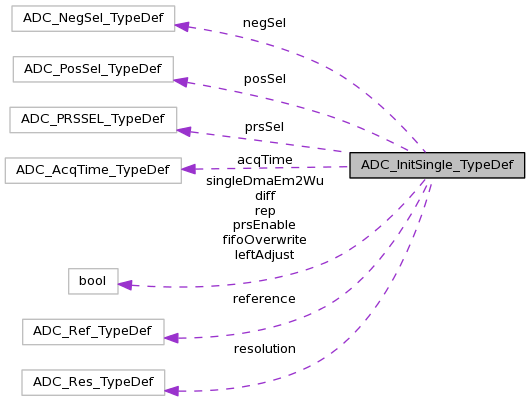 ADC_NegSel_TypeDef
negSel
ADC_PosSel_TypeDef
posSel
ADC_PRSSEL_TypeDef
prsSel
ADC_InitSingle_TypeDef
acqTime
ADC_AcqTime_TypeDef
singleDmaEm2Wu
diff
rep
prsEnable
fifoOverwrite
leftAdjust
bool
reference
ADC_Ref_TypeDef
resolution
ADC_Res_TypeDef